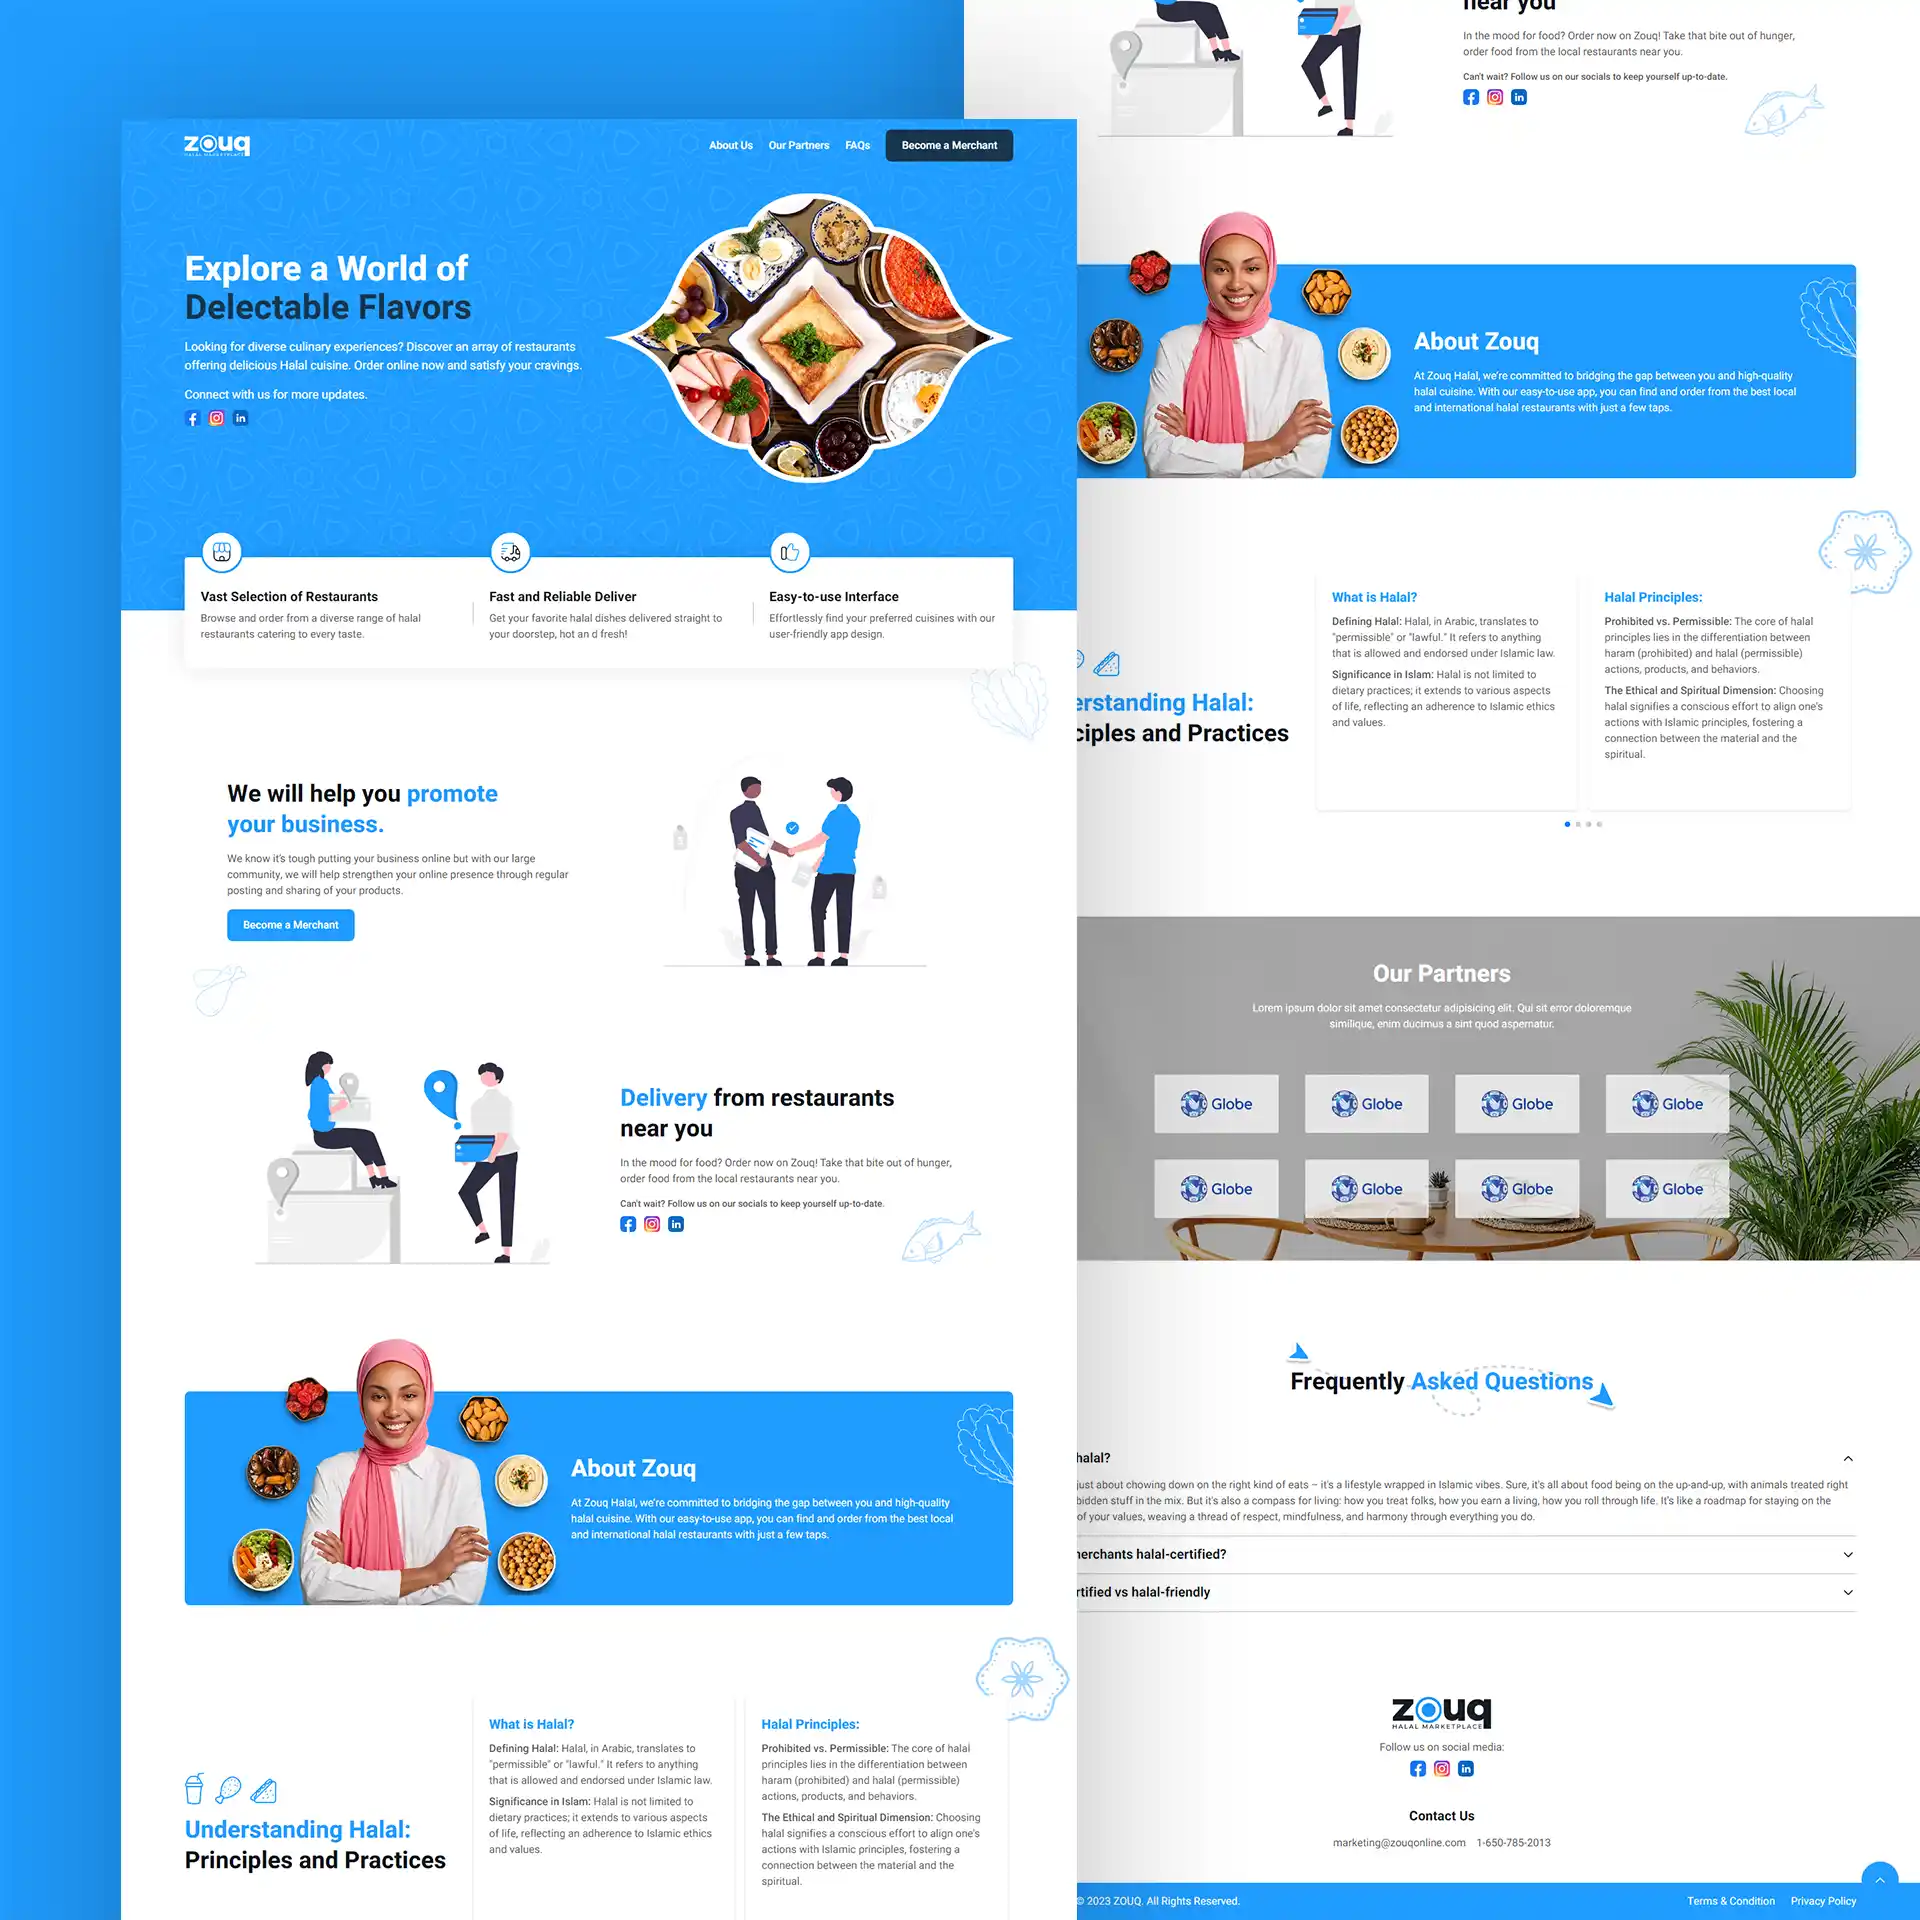 zouq
HALAL MARKETPLACE
About Us
Our Partners
FAQs
Become a Merchant
Explore a World of
Delectable Flavors
Looking for diverse culinary experiences? Discover an array of restaurants
offering delicious Halal cuisine. Order online now and satisfy your cravings.
Connect with us for more updates.
Vast Selection of Restaurants
Browse and order from a diverse range of halal
restaurants catering to every taste.
Fast and Reliable Deliver
Get your favorite halal dishes delivered straight to
your doorstep, hot an d fresh!
Easy-to-use Interface
Effortlessly find your preferred cuisines with our
user-friendly app design.
We will help you promote
your business.
We know it's tough putting your business online but with our large
community, we will help strengthen your online presence through regular
posting and sharing of your products.
Become a Merchant
Delivery from restaurants
near you
In the mood for food? Order now on Zouq! Take that bite out of hunger,
order food from the local restaurants near you.
Can't wait? Follow us on our socials to keep yourself up-to-date.
About Zouq
At Zouq Halal, we're committed to bridging the gap between you and high-quality
halal cuisine. With our easy-to-use app, you can find and order from the best local
and international halal restaurants with just a few taps.
Understanding Halal:
Principles and Practices
What is Halal?
Defining Halal: Halal, in Arabic, translates to
"permissible" or "lawful." It refers to anything
that is allowed and endorsed under Islamic law.
Significance in Islam: Halal is not limited to
dietary practices; it extends to various aspects
of life, reflecting an adherence to Islamic ethics
and values.
Halal Principles:
Prohibited vs. Permissible: The core of halal
principles lies in the differentiation between
haram (prohibited) and halal (permissible)
actions, products, and behaviors.
The Ethical and Spiritual Dimension: Choosing
halal signifies a conscious effort to align one's
actions with Islamic principles, fostering a
connection between the material and the
spiritual.
near you
In the mood for food? Order now on Zouq! Take that bite out of hunger,
order food from the local restaurants near you.
Can't wait? Follow us on our socials to keep yourself up-to-date.
About Zouq
At Zouq Halal, we're committed to bridging the gap between you and high-quality
halal cuisine. With our easy-to-use app, you can find and order from the best local
and international halal restaurants with just a few taps.
erstanding Halal:
ciples and Practices
What is Halal?
Defining Halal: Halal, in Arabic, translates to
"permissible" or "lawful." It refers to anything
that is allowed and endorsed under Islamic law.
Significance in Islam: Halal is not limited to
dietary practices; it extends to various aspects
of life, reflecting an adherence to Islamic ethics
and values.
Halal Principles:
Prohibited vs. Permissible: The core of halal
principles lies in the differentiation between
haram (prohibited) and halal (permissible)
actions, products, and behaviors.
The Ethical and Spiritual Dimension: Choosing
halal signifies a conscious effort to align one's
actions with Islamic principles, fostering a
connection between the material and the
spiritual.
Our Partners
Lorem ipsum dolor sit amet consectetur adipisicing elit. Qui sit error doloremque
similique, enim ducimus a sint quod aspernatur.
Globe
Globe
Globe
Globe
Globe
Globe
Globe
Globe
Frequently Asked Questions
halal?
just about chowing down on the right kind of eats – it's a lifestyle wrapped in Islamic vibes. Sure, it's all about food being on the up-and-up, with animals treated right
bidden stuff in the mix. But it's also a compass for living: how you treat folks, how you earn a living, how you roll through life. It's like a roadmap for staying on the
of your values, weaving a thread of respect, mindfulness, and harmony through everything you do.
merchants halal-certified?
rtified vs halal-friendly
zouq
HALAL MARKETPLACE
Follow us on social media:
Contact Us
marketing@zouqonline.com 1-650-785-2013
© 2023 ZOUQ. All Rights Reserved.
Terms & Condition
Privacy Policy